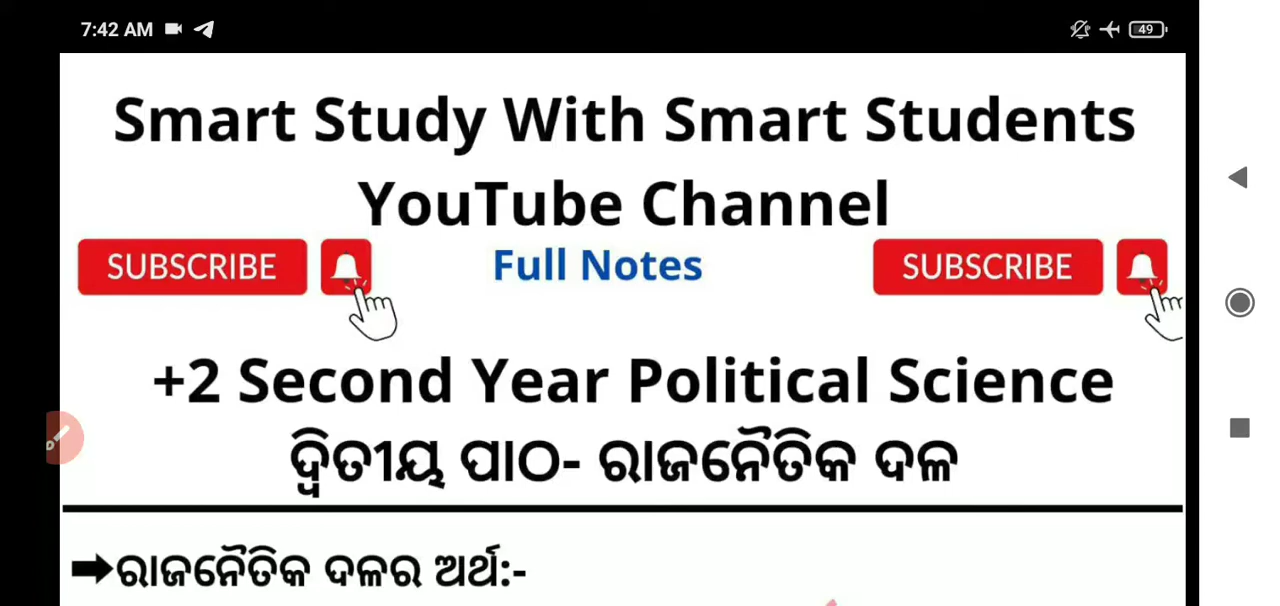 7:42 AM 49
Smart Study With Smart Students
YouTube Channel
SUBSCRIBE Full Notes SUBSCRIBE
+2 Second Year Political Science
ଦ୍ୱିତୀୟ ପାଠ- ରାଜନୈତିକ ଦଳ
➡ରାଜନୈତିକ ଦଳର ଅର୍ଥ:-